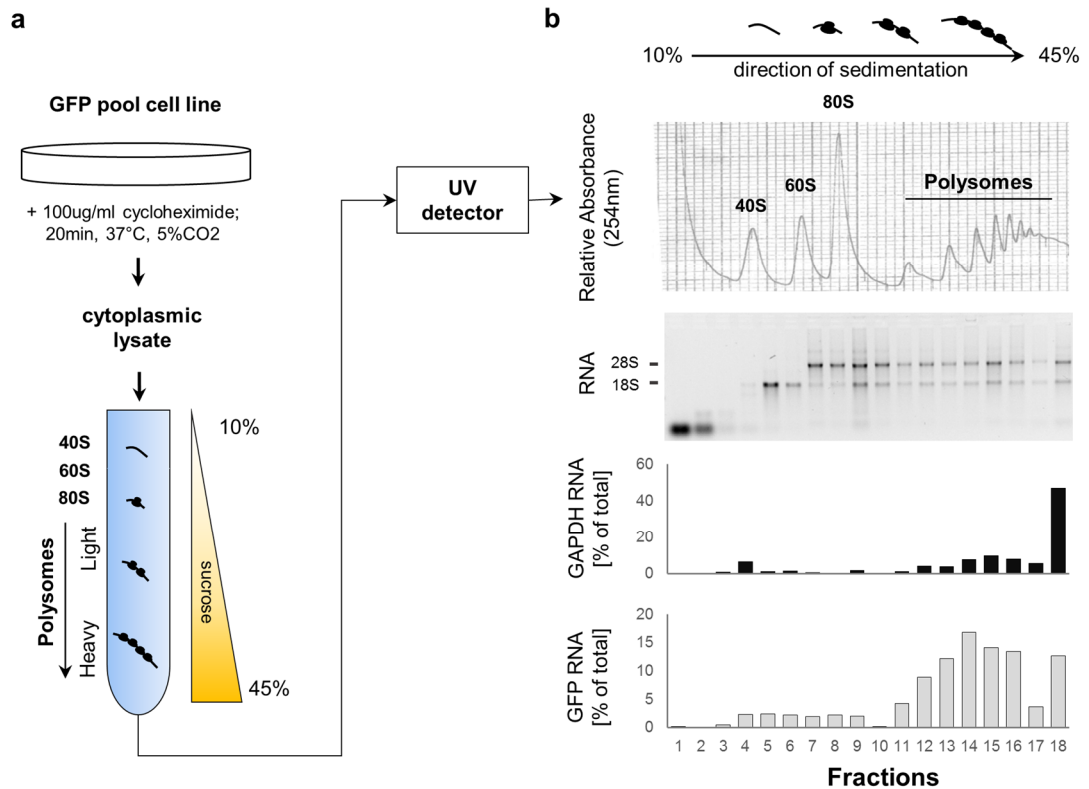 a
GFP pool cell line
+ 100ug/ml cycloheximide;
20min, 37°C, 5%CO2
cytoplasmic
lysate
40S
60S
80S
Polysomes
Light
Heavy
10%
sucrose
45%
UV
detector
b
10%
45%
direction of sedimentation
80S
60S
40S
Polysomes
Relative Absorbance
(254nm)
RNA
28S
18S
GAPDH RNA
[% of total]
60
40
20
0
GFP RNA
[% of total]
20
15
10
5
0
1 2 3 4 5 6 7 8 9 10 11 12 13 14 15 16 17 18
Fractions